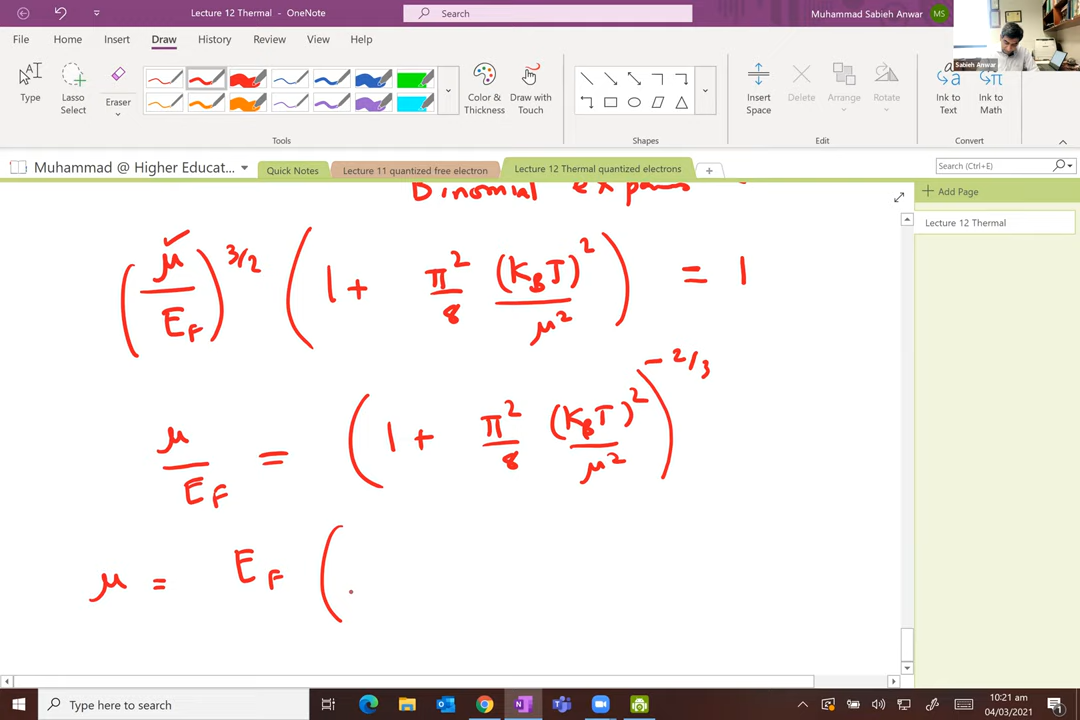 Lecture 12 Thermal - OneNote
Search
Muhammad Sabieh Anwar
MS
File
Home
Insert
Draw
History
Review
View
Help
Type
Lasso Select
Eraser
Color & Thickness
Draw with Touch
Insert Space
Delete
Arrange
Rotate
Ink to Text
Ink to Math
Tools
Shapes
Edit
Convert
Sabieh Anwar
Muhammad @ Higher Educat...
Quick Notes
Lecture 11 quantized free electron
Lecture 12 Thermal quantized electrons
Search (Ctrl+E)
Add Page
Lecture 12 Thermal
Binomial expans
(μ/E_F)^3/2 (1 + π²/8 (K_BT)²/μ²) = 1
μ/E_F = (1 + π²/8 (K_BT)²/μ²)^-2/3
μ = E_F (
Type here to search
10:21 am
04/03/2021